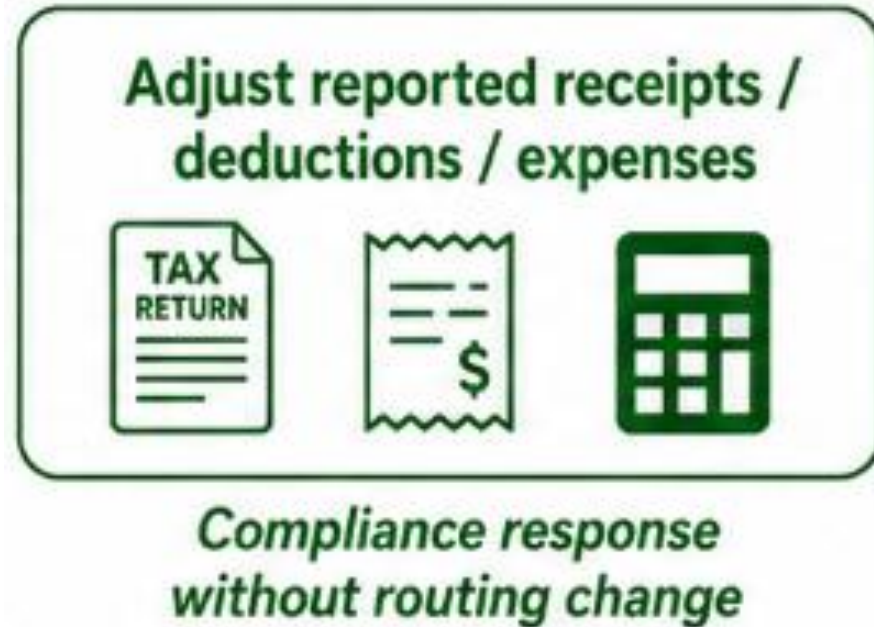 Adjust reported receipts /
deductions / expenses
TAX
RETURN
$
Compliance response
without routing change